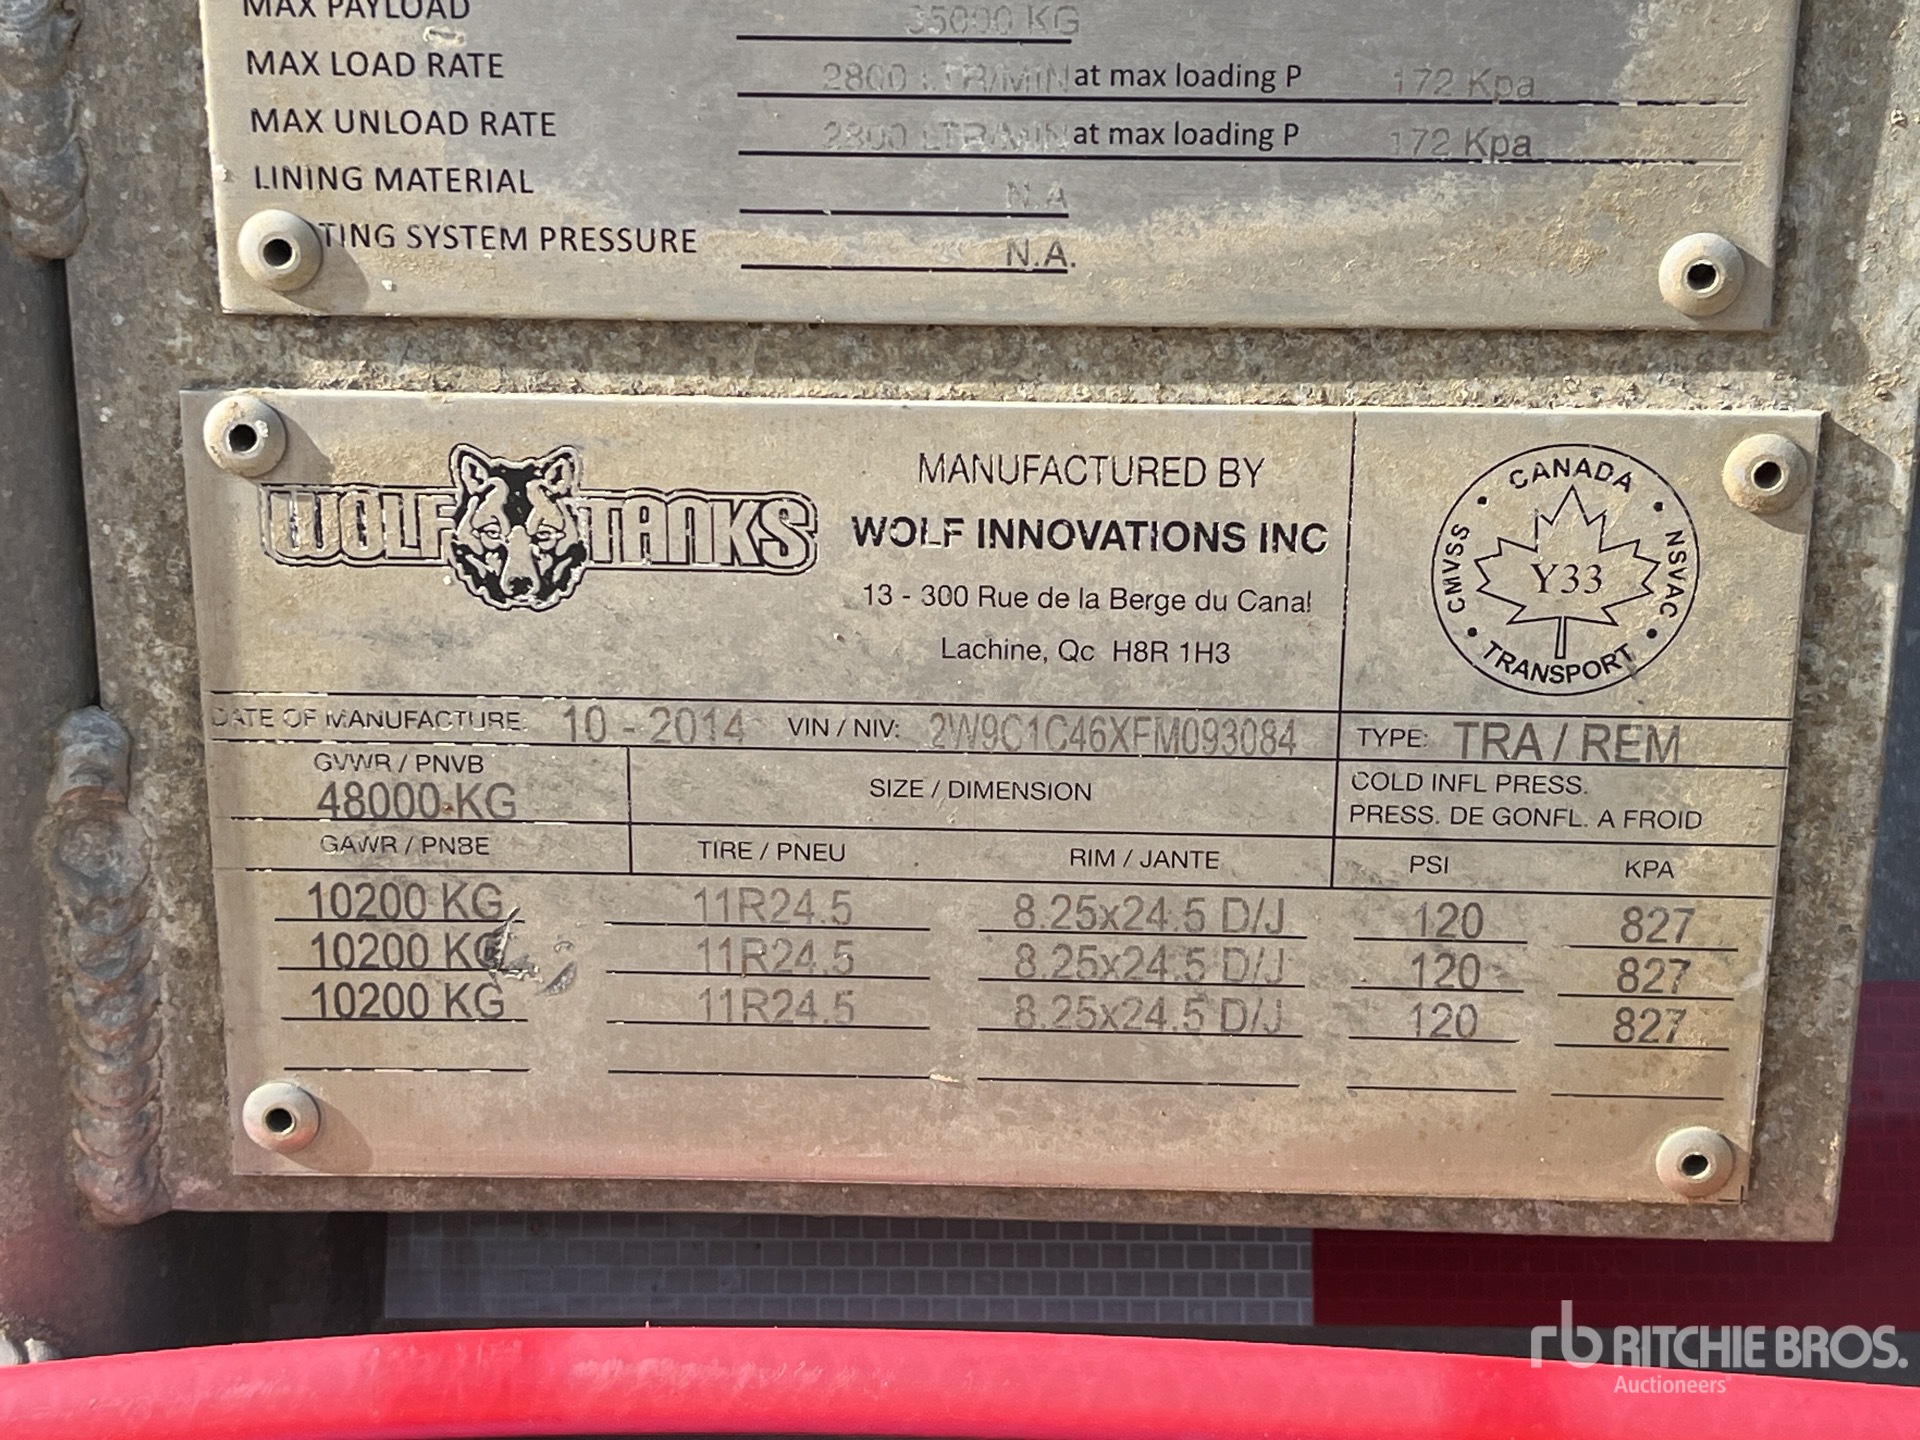 MAX PAYLOAD 35000 KG
MAX LOAD RATE 2800 LTR/MIN at max loading P 172 Kpa
MAX UNLOAD RATE 2800 LTR/MIN at max loading P 172 Kpa
LINING MATERIAL N.A
TING SYSTEM PRESSURE N.A.
WOLF TANKS
MANUFACTURED BY
WOLF INNOVATIONS INC
13 - 300 Rue de la Berge du Canal
Lachine, Qc H8R 1H3
CANADA
CMVSS NSVAC
Y33
TRANSPORT
DATE OF MANUFACTURE: 10 - 2014 VIN / NIV: 2W9C1C46XFM093084 TYPE: TRA / REM
GVWR / PNVB
48000 KG
SIZE / DIMENSION
COLD INFL PRESS.
PRESS. DE GONFL. A FROID
GAWR / PNBE TIRE / PNEU RIM / JANTE PSI KPA
10200 KG 11R24.5 8.25x24.5 D/J 120 827
10200 KG 11R24.5 8.25x24.5 D/J 120 827
10200 KG 11R24.5 8.25x24.5 D/J 120 827
rb RITCHIE BROS.
Auctioneers